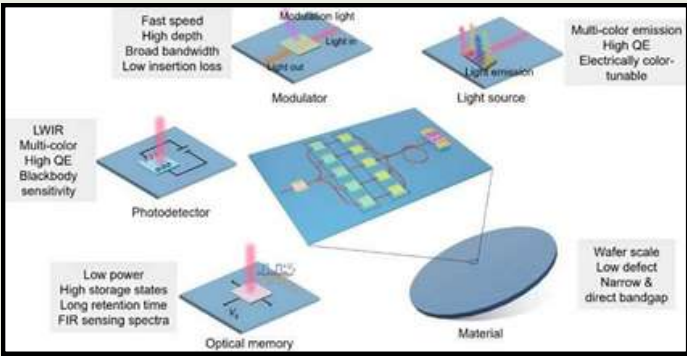 Fast speed
High depth
Broad bandwidth
Low insertion loss
Modulation light
Light in
Light out
Modulator
Light emission
Light source
Multi-color emission
High QE
Electrically color-
tunable
LWIR
Multi-color
High QE
Blackbody
sensitivity
Photodetector
Low power
High storage states
Long retention time
FIR sensing spectra
Optical memory
Material
Wafer scale
Low defect
Narrow &
direct bandgap